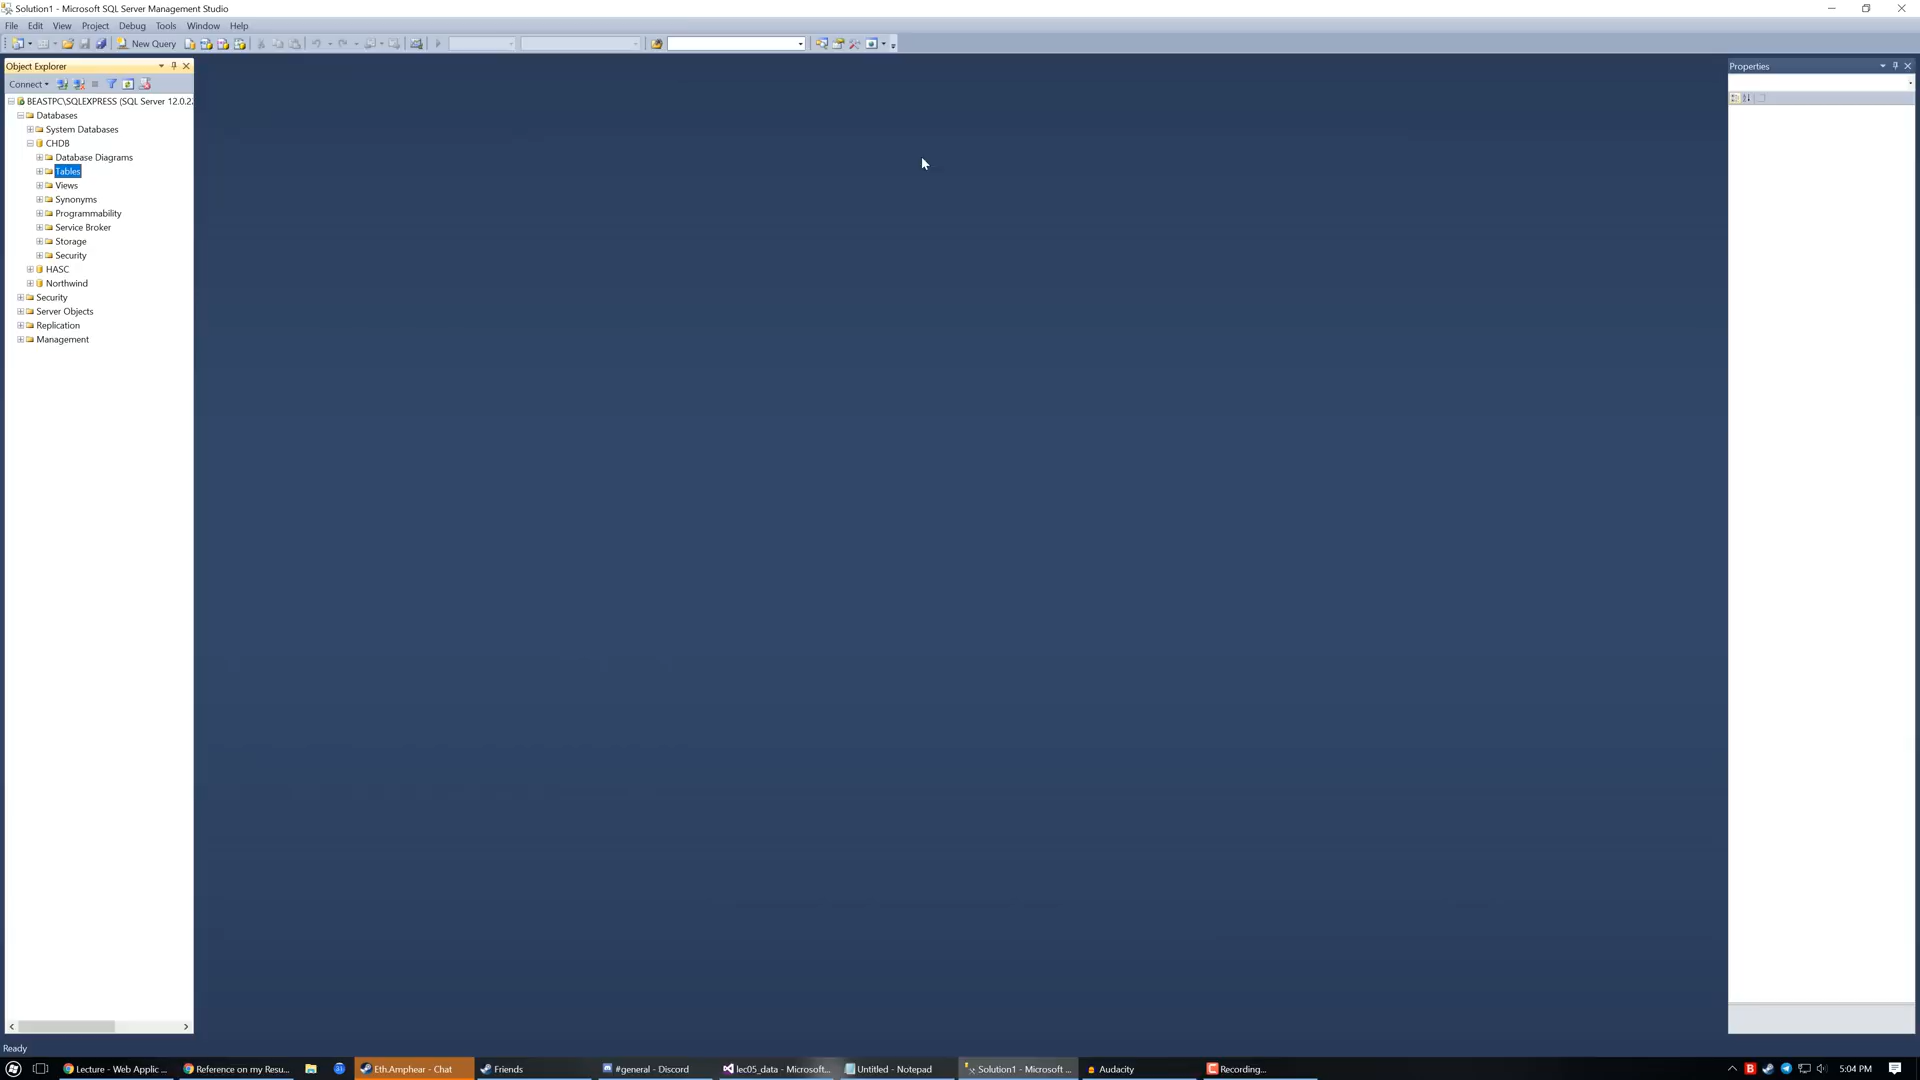 Solution1 - Microsoft SQL Server Management Studio
File Edit View Project Debug Tools Window Help
New Query
Object Explorer
Properties
Connect
BEASTPC\SQLEXPRESS (SQL Server 12.0.2
Databases
System Databases
CHDB
Database Diagrams
Tables
Views
Synonyms
Programmability
Service Broker
Storage
Security
HASC
Northwind
Security
Server Objects
Replication
Management
Ready
Lecture - Web Applic ...
Reference on my Resu...
31
Eth.Amphear - Chat
Friends
#general - Discord
lec05_data - Microsoft...
Untitled - Notepad
Solution1 - Microsoft ...
Audacity
Recording...
B
5:04 PM